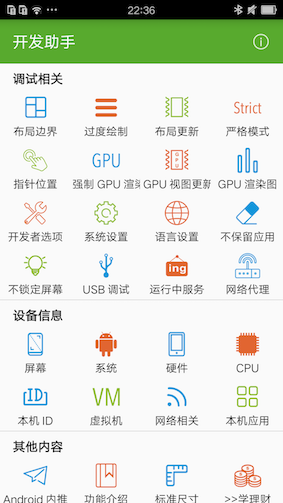 22:36
开发助手
调试相关
Strict
布局边界 过度绘制 布局更新 严格模式
GPU GPU
指针位置 强制 GPU 渲染 GPU 视图更新 GPU 渲染图
开发者选项 系统设置 语言设置 不保留应用
ing
不锁定屏幕 USB 调试 运行中服务 网络代理
设备信息
屏幕 系统 硬件 CPU
ID VM
本机 ID 虚拟机 网络相关 本机应用
其他内容
Android 内推 功能介绍 标准尺寸 >>学理财